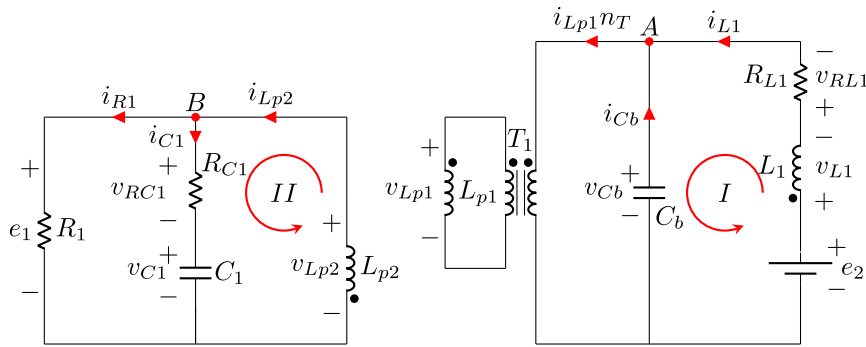 i_{Lp1}n_T A i_{L1}
i_{R1} B i_{Lp2}
+ i_{C1} + R_{C1} + T_1 i_{Cb} R_{L1} − v_{RL1} +
e_1 R_1 v_{RC1} − II v_{Lp1} L_{p1} v_{Cb} + I L_1 − v_{L1} +
− v_{C1} + C_1 − + v_{Lp2} L_{p2} − − − C_b + e_2 −